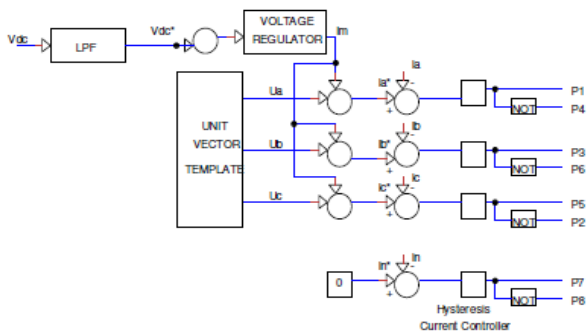 Vdc
LPF
Vdc*
VOLTAGE
REGULATOR
Im
UNIT
VECTOR
TEMPLATE
Ua
Ia*
Ia
-
+
NOT
P1
P4
Ub
Ib*
Ib
-
+
NOT
P3
P6
Uc
Ic*
Ic
-
+
NOT
P5
P2
0
In*
In
-
+
NOT
P7
P8
Hysteresis
Current Controller